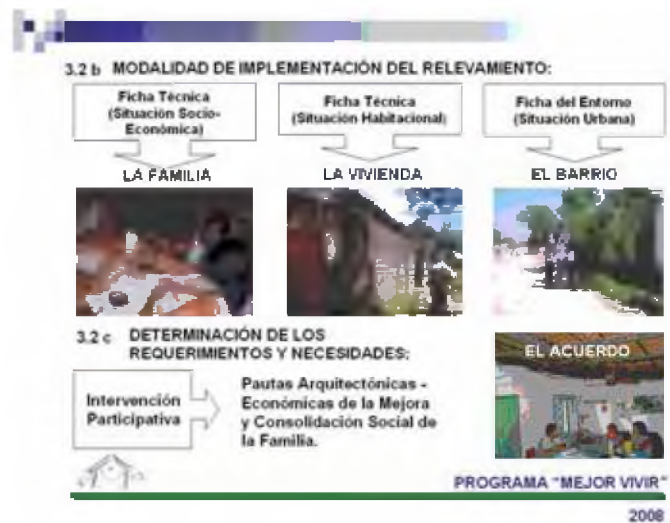 3.2 b MODALIDAD DE IMPLEMENTACIÓN DEL RELEVAMIENTO:
Ficha Técnica
(Situación Socio-
Económica)
Ficha Técnica
(Situación Habitacional)
Ficha del Entorno
(Situación Urbana)
LA FAMILIA
LA VIVIENDA
EL BARRIO
3.2 c DETERMINACIÓN DE LOS
REQUERIMIENTOS Y NECESIDADES:
EL ACUERDO
Intervención
Participativa
Pautas Arquitectónicas -
Económicas de la Mejora
y Consolidación Social de
la Familia.
PROGRAMA "MEJOR VIVIR"
2008